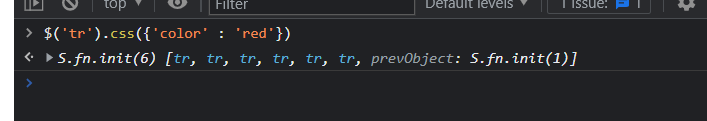 top Filter Default levels 1 Issue: 1
> $('tr').css({'color' : 'red'})
S.fn.init(6) [tr, tr, tr, tr, tr, tr, prevObject: S.fn.init(1)]
>